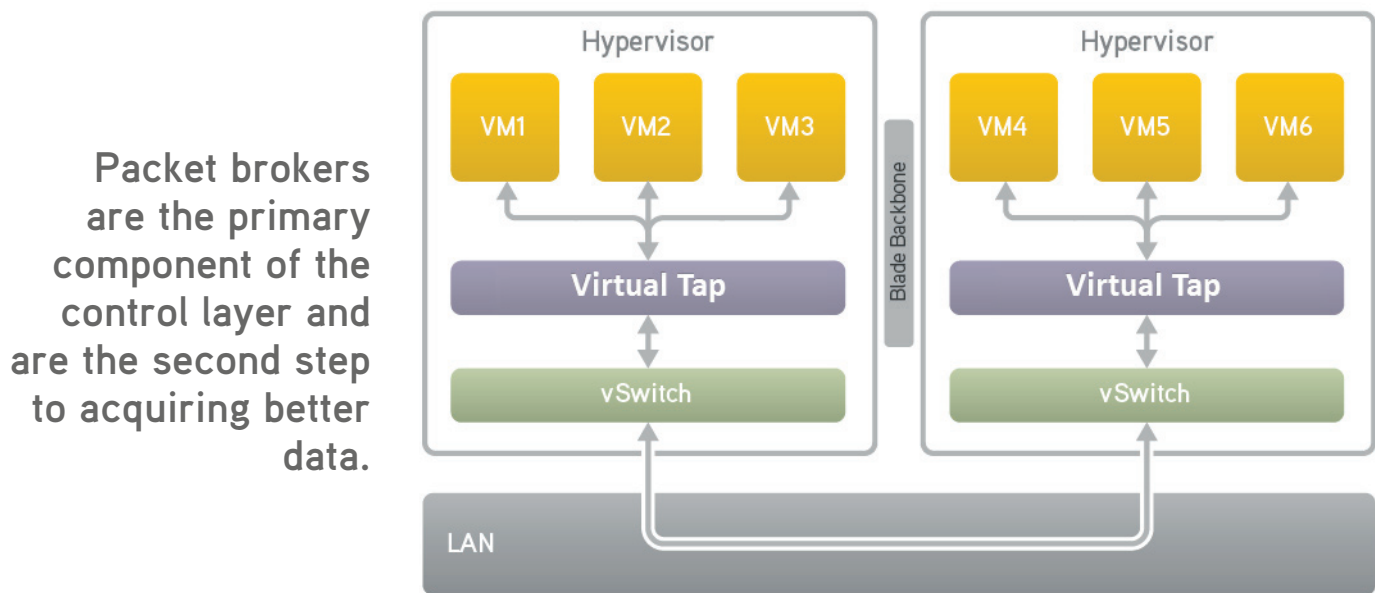 Packet brokers
are the primary
component of the
control layer and
are the second step
to acquiring better
data.
Hypervisor
VM1 VM2 VM3
Virtual Tap
vSwitch
Blade Backbone
Hypervisor
VM4 VM5 VM6
Virtual Tap
vSwitch
LAN